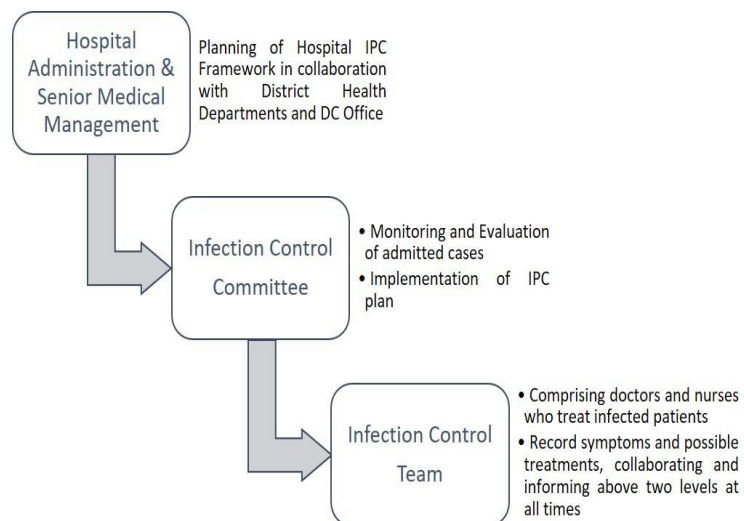 Hospital
Administration &
Senior Medical
Management
Planning of Hospital IPC
Framework in collaboration
with District Health
Departments and DC Office
Infection Control
Committee
• Monitoring and Evaluation
of admitted cases
• Implementation of IPC
plan
Infection Control
Team
• Comprising doctors and nurses
who treat infected patients
• Record symptoms and possible
treatments, collaborating and
informing above two levels at
all times